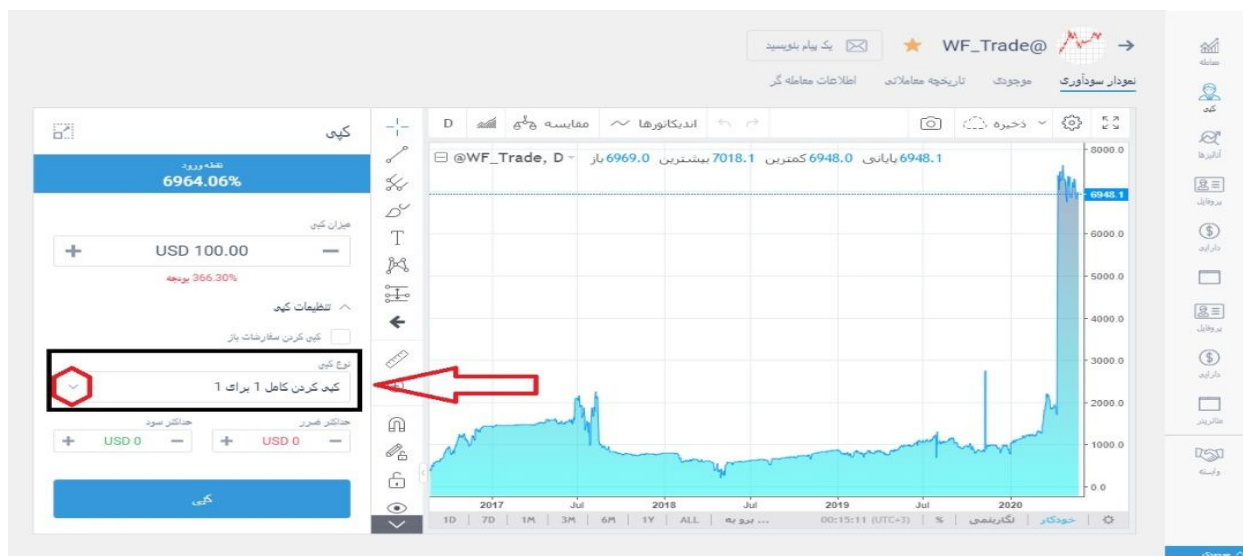 WF_Trade@
یک پیام بنویسید
نمودار سودآوری
موجودی
تاریخچه معاملاتی
اطلاعات معامله گر
کپی
نقطه ورود
6964.06%
میزان کپی
+ USD 100.00 −
366.30% بودجه
تنظیمات کپی
کپی کردن سفارشات باز
نوع کپی
کپی کردن کامل 1 برای 1
حداکثر ضرر
حداکثر سود
+ USD 0 −
+ USD 0 −
کپی
D
مقایسه
اندیکاتورها
ذخیره
@WF_Trade, D
باز 6969.0 بیشترین 7018.1 کمترین 6948.0 پایانی 6948.1
8000.0
6948.1
6000.0
5000.0
4000.0
3000.0
2000.0
1000.0
0.0
2017 Jul 2018 Jul 2019 Jul 2020
1D 7D 1M 3M 6M 1Y ALL
برو به ...
00:15:11 (UTC+3)
%
لگاریتمی
خودکار
معامله
کپی
آنالیزها
پروفایل
دارایی
پروفایل
دارایی
وابسته